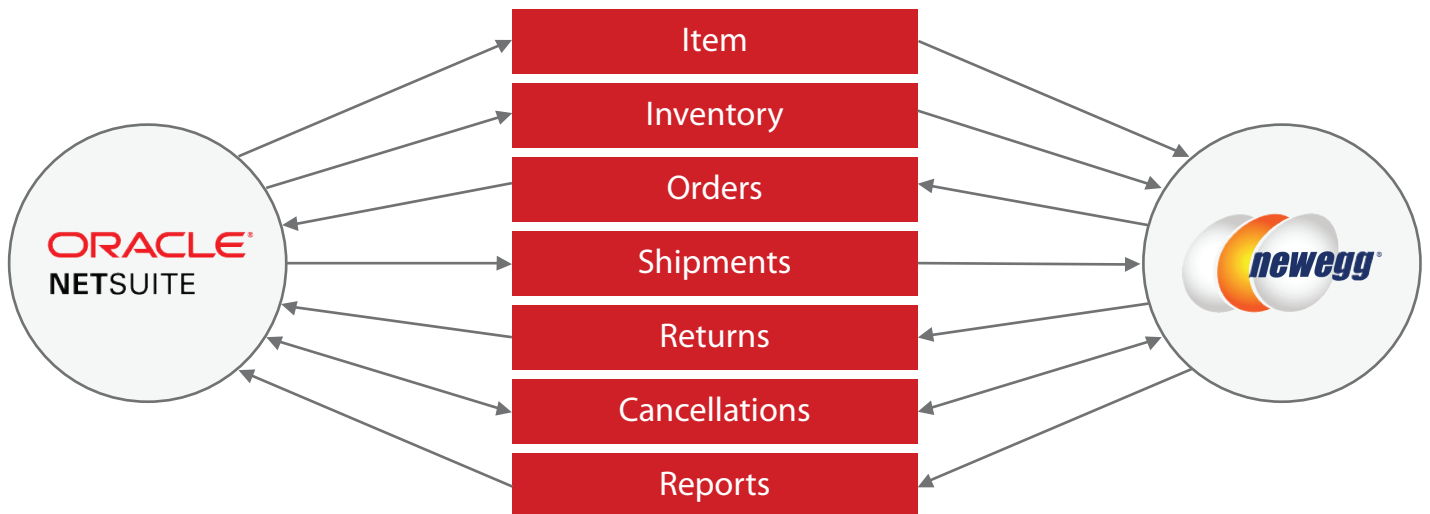 Item
Inventory
Orders
Shipments
Returns
Cancellations
Reports
ORACLE®
NETSUITE
newegg®